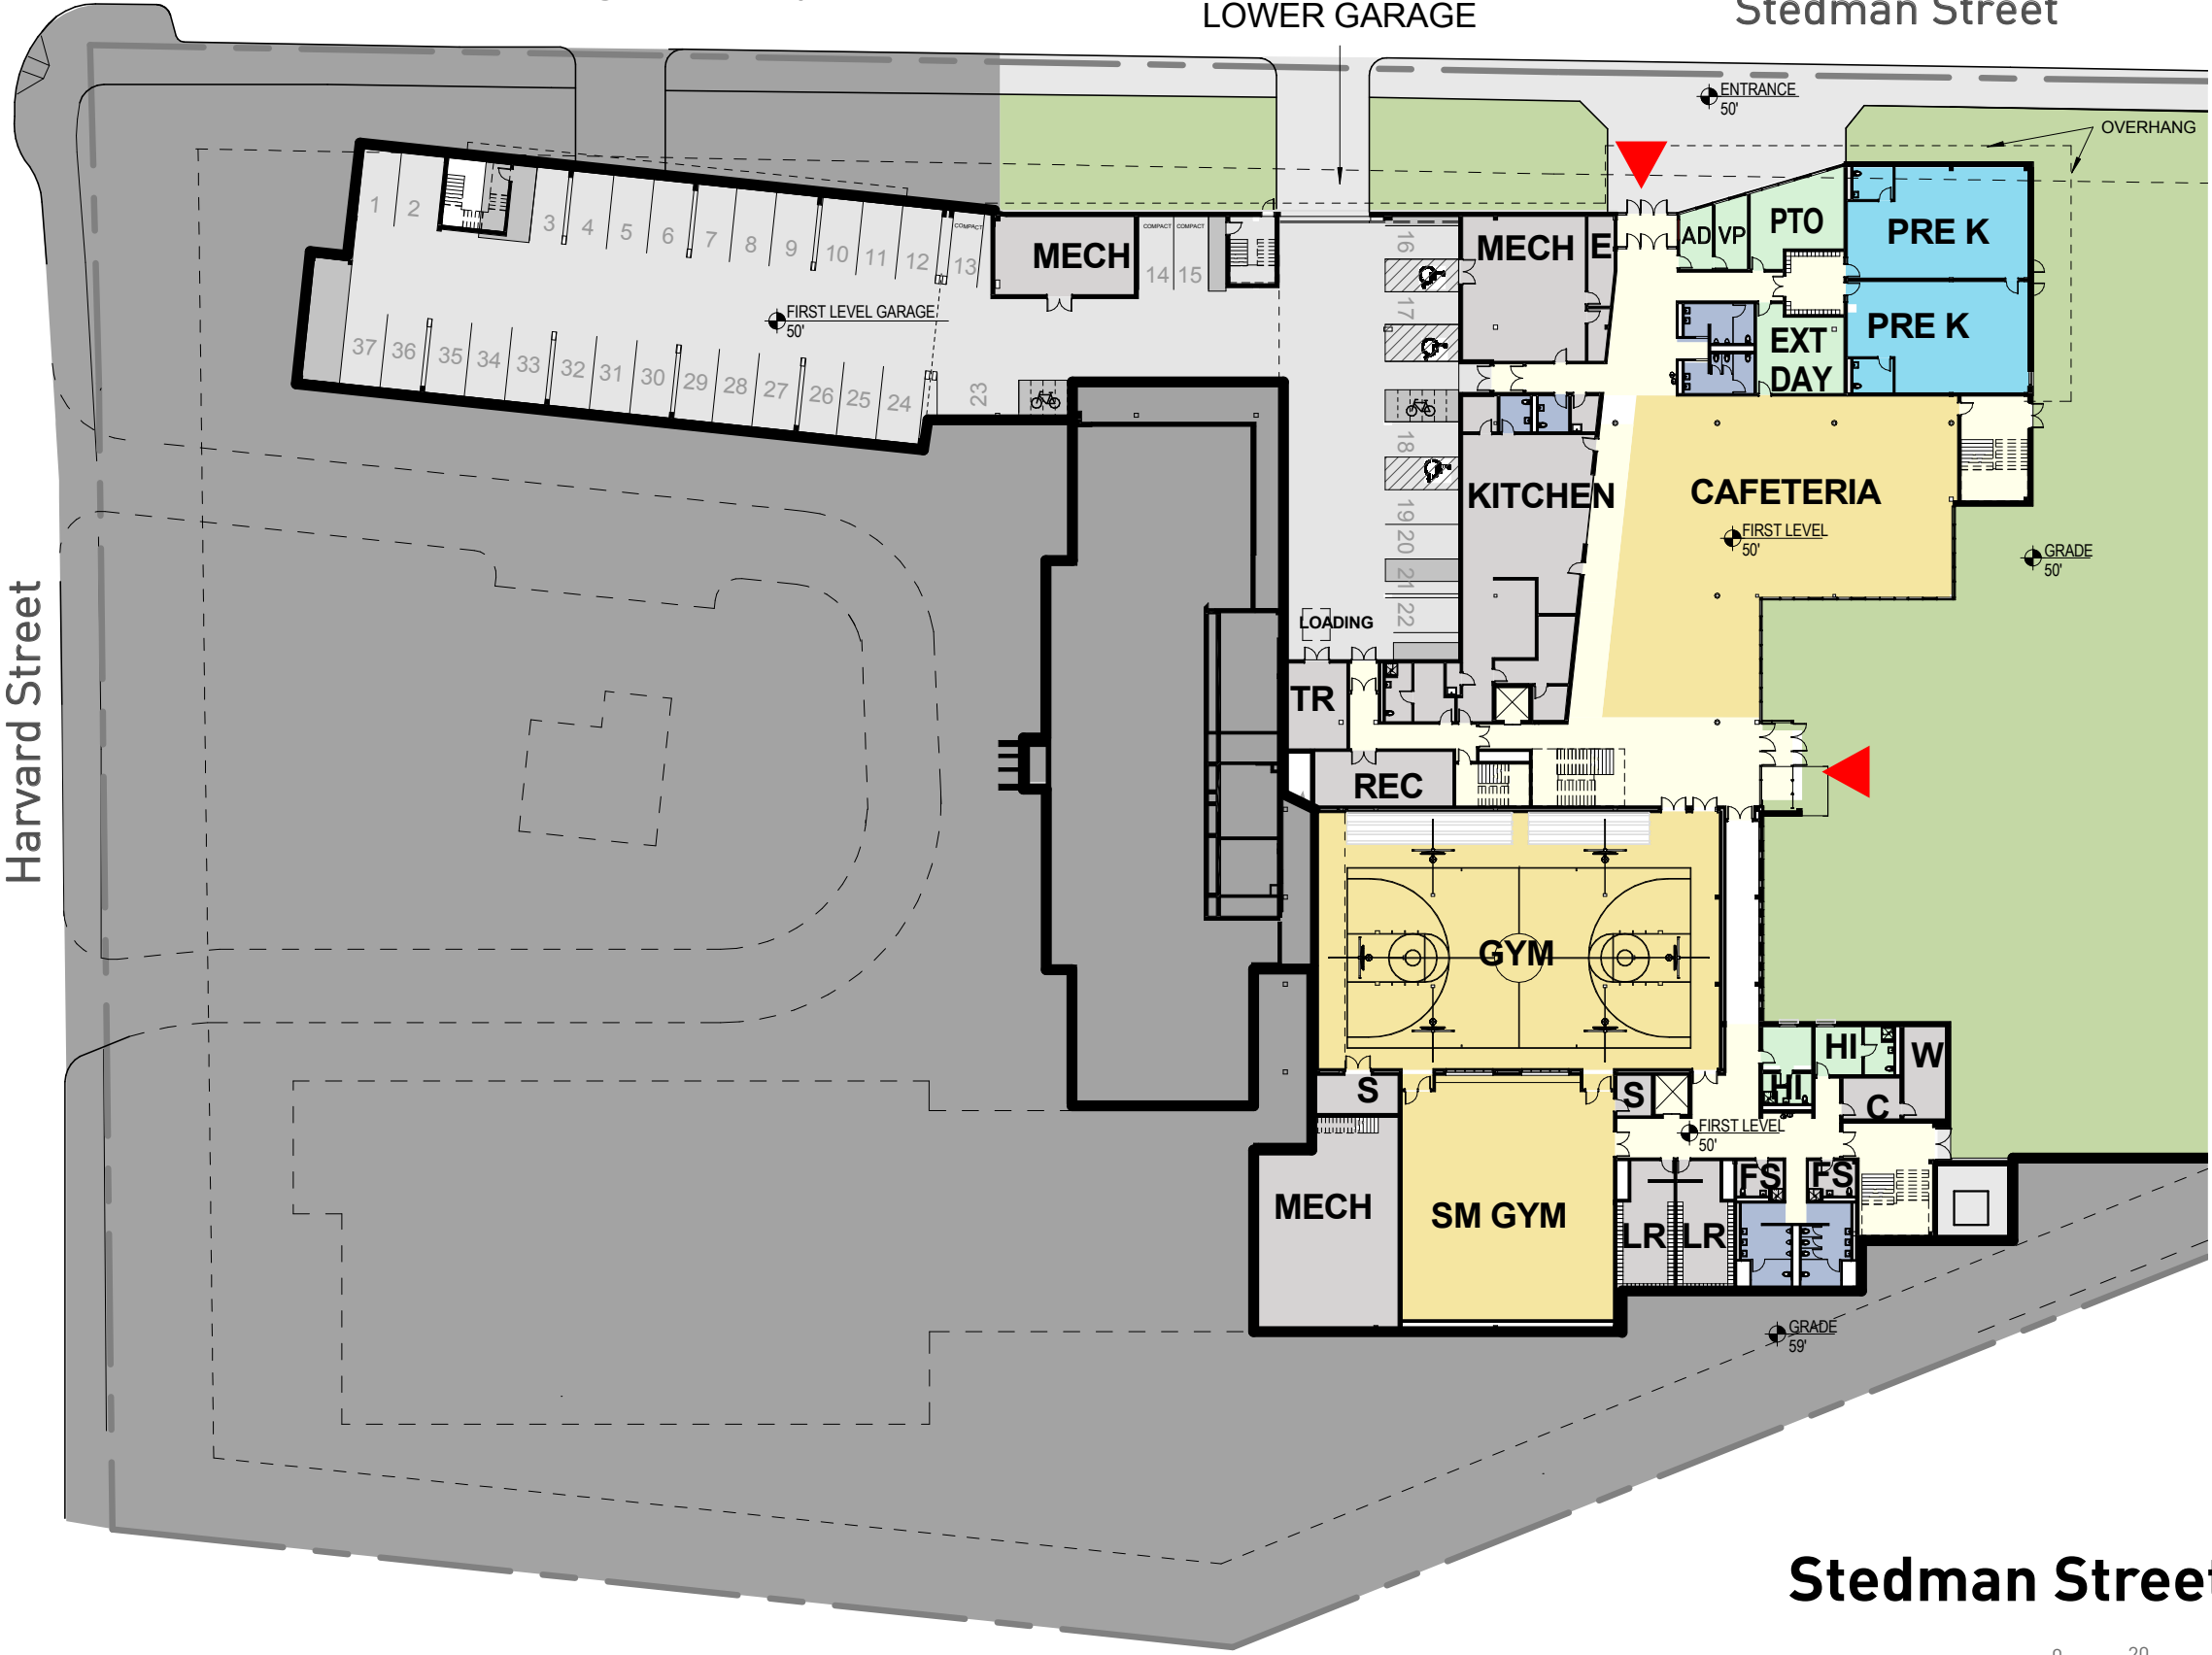 LOWER GARAGE
Stedman Street
ENTRANCE
50'
OVERHANG
1
2
3
4
5
6
7
8
9
10
11
12
COMPACT
13
MECH
COMPACT
14
COMPACT
15
16
17
18
19
20
21
22
MECH
E
AD
VP
PTO
PRE K
PRE K
EXT
DAY
FIRST LEVEL GARAGE
50'
37
36
35
34
33
32
31
30
29
28
27
26
25
24
23
KITCHEN
CAFETERIA
FIRST LEVEL
50'
GRADE
50'
Harvard Street
LOADING
TR
REC
GYM
HI
HI
W
C
S
S
FIRST LEVEL
50'
MECH
SM GYM
LR
LR
FS
FS
GRADE
59'
Stedman Street
20